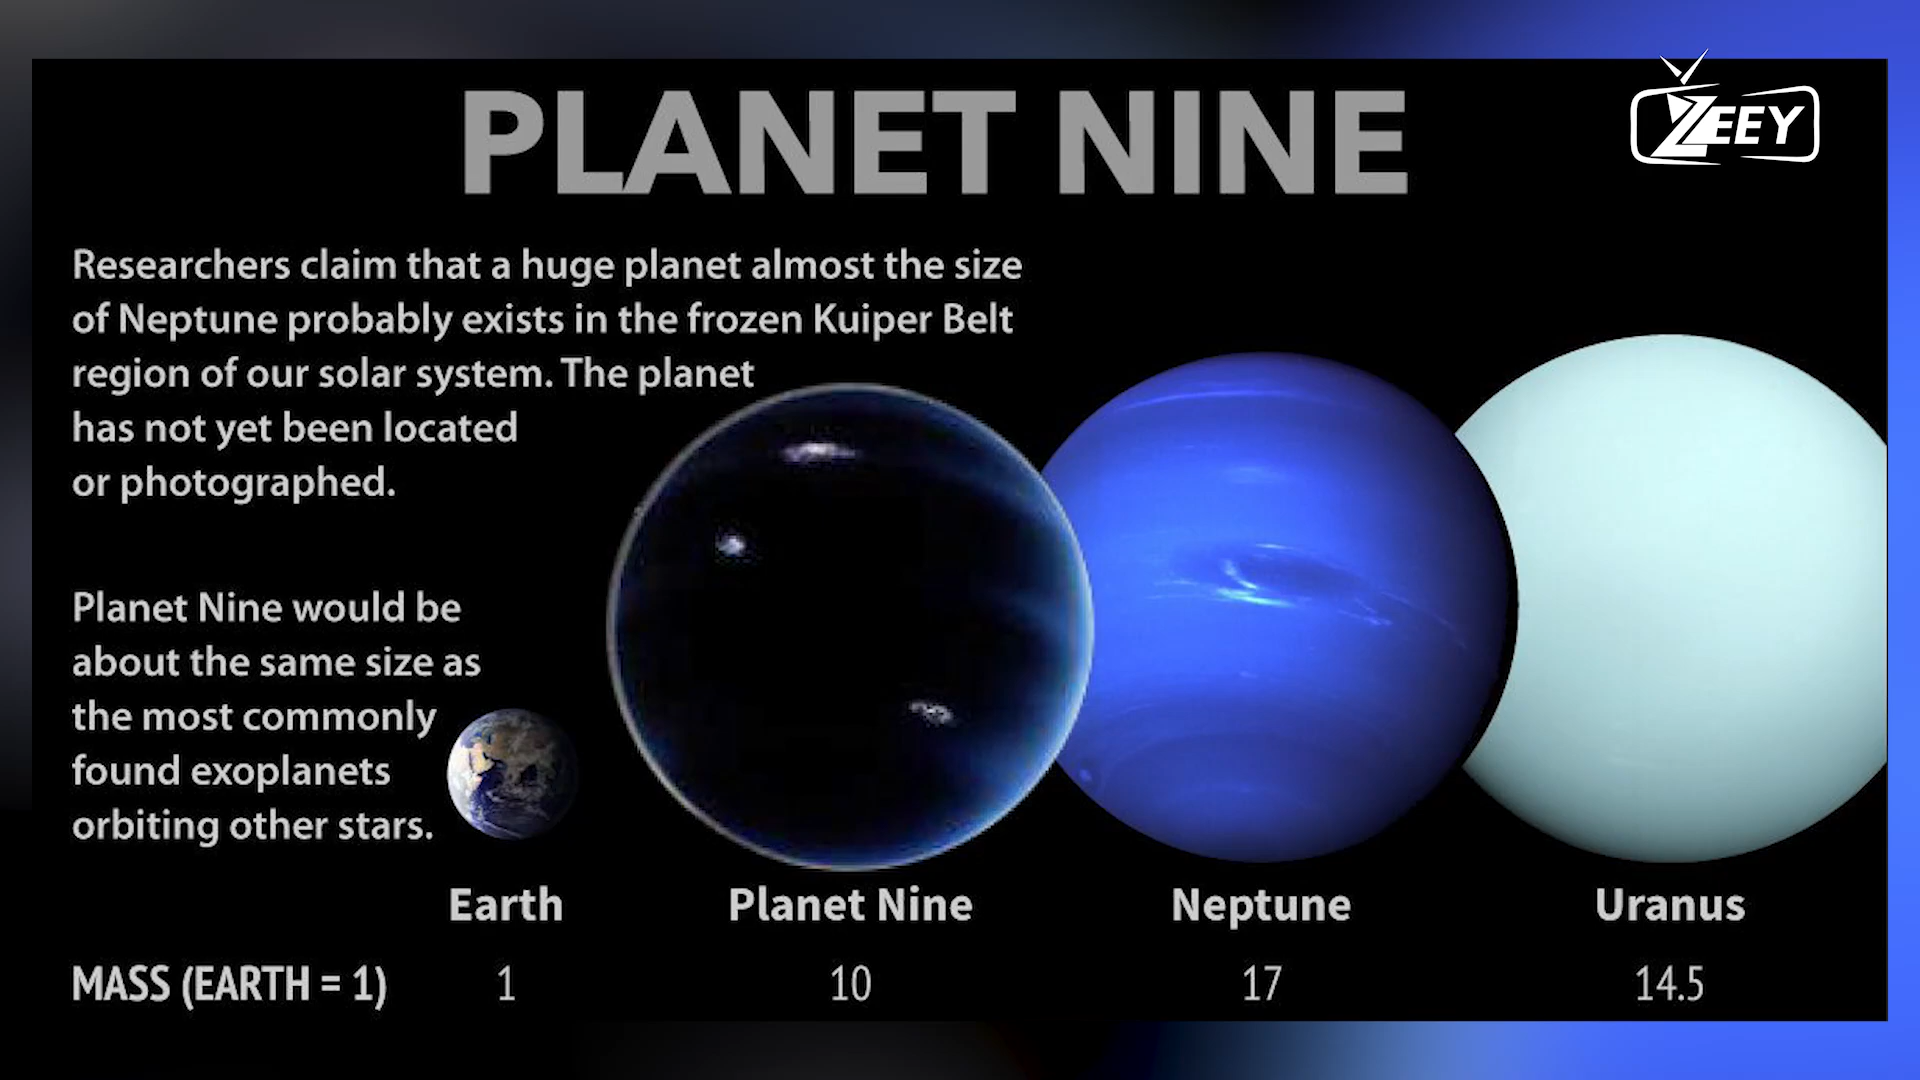 PLANET NINE
ZEEY
Researchers claim that a huge planet almost the size
of Neptune probably exists in the frozen Kuiper Belt
region of our solar system. The planet
has not yet been located
or photographed.
Planet Nine would be
about the same size as
the most commonly
found exoplanets
orbiting other stars.
Earth Planet Nine Neptune Uranus
MASS (EARTH = 1) 1 10 17 14.5